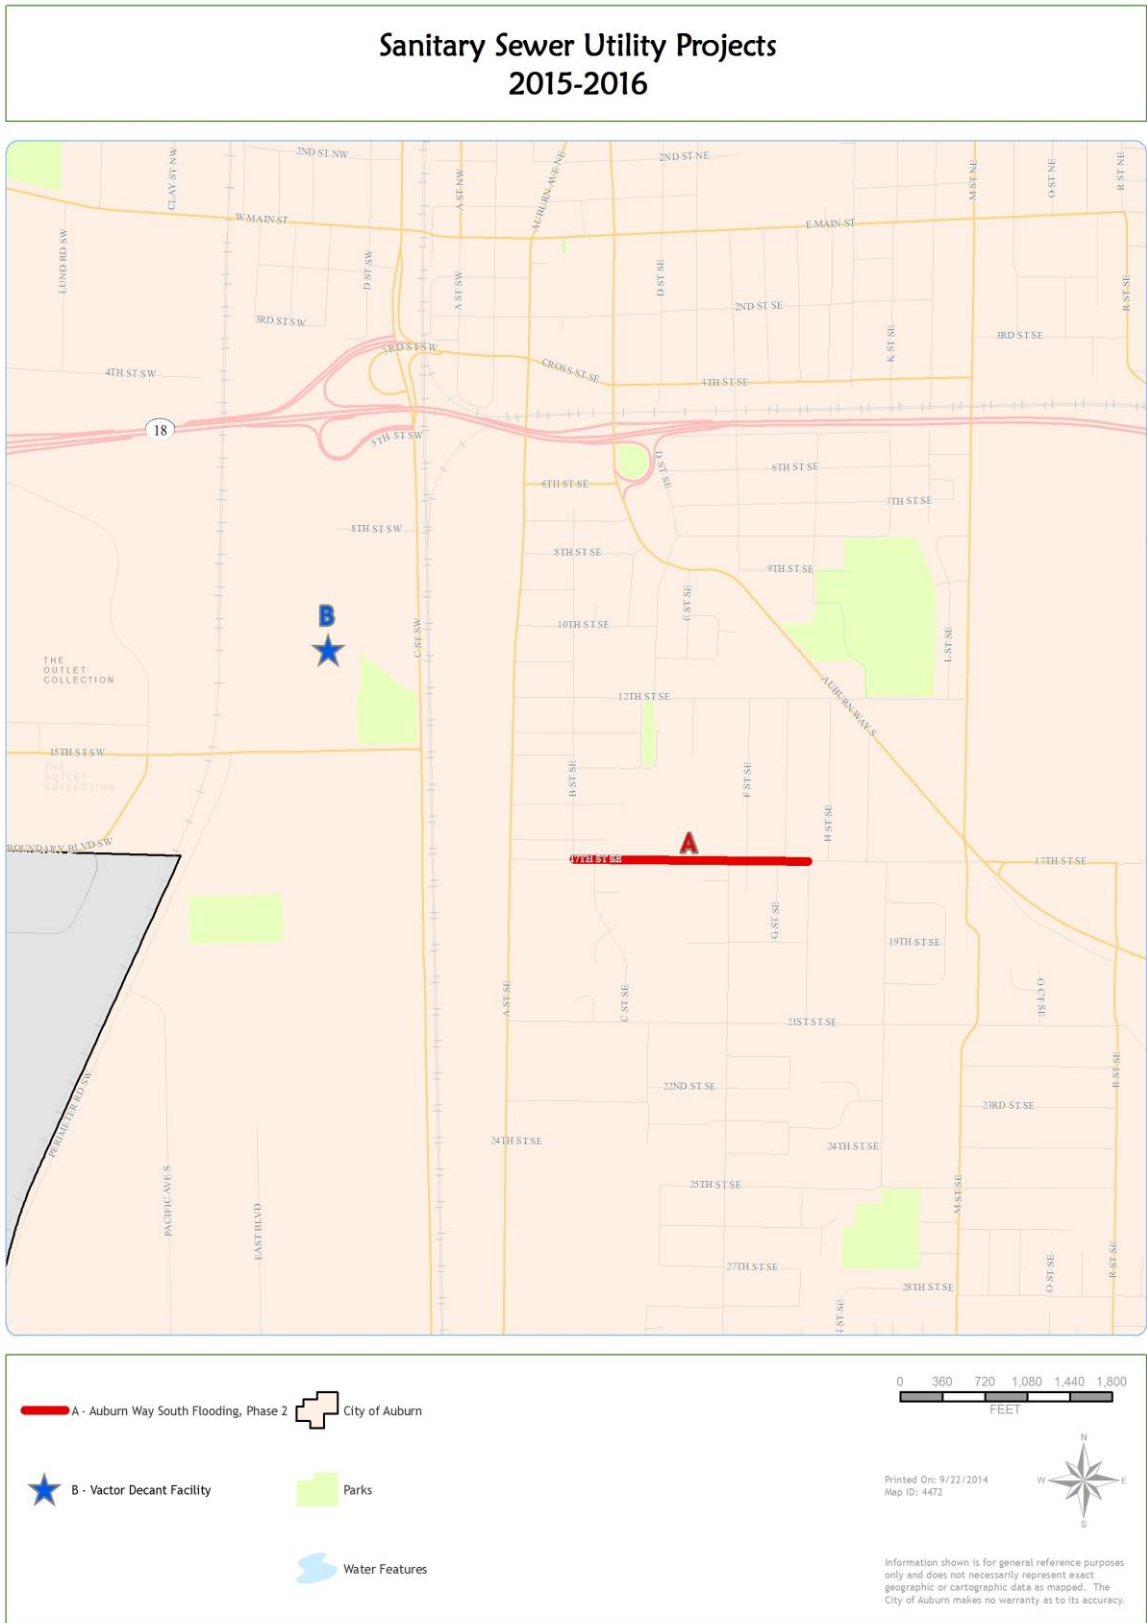 Sanitary Sewer Utility Projects
2015-2016
2ND ST NW
2ND ST NE
CLAY ST NW
A ST NW
AUBURN AVE NE
M ST NE
O ST NE
R ST NE
W MAIN ST
E MAIN ST
LUND RD SW
D ST SW
A ST SW
D ST SE
2ND ST SE
R ST SE
3RD ST SW
K ST SE
3RD ST SE
3RD ST SW
CROSS ST SE
4TH ST SW
4TH ST SE
18
5TH ST SW
D ST SE
6TH ST SE
6TH ST SE
7TH ST SE
8TH ST SW
8TH ST SE
9TH ST SE
E ST SE
B
10TH ST SE
C ST SW
L ST SE
THE
OUTLET
COLLECTION
12TH ST SE
AUBURN WAY S
15TH ST SW
THE
OUTLET
COLLECTION
B ST SE
F ST SE
H ST SE
BOUNDARY BLVD SW
A
17TH ST SE
17TH ST SE
G ST SE
19TH ST SE
A ST SE
C ST SE
O CT SE
21ST ST SE
PERIMETER RD SW
22ND ST SE
R ST SE
23RD ST SE
24TH ST SE
24TH ST SE
PACIFIC AVE S
EAST BLVD
25TH ST SE
M ST SE
27TH ST SE
28TH ST SE
O ST SE
R ST SE
A - Auburn Way South Flooding, Phase 2
City of Auburn
0 360 720 1,080 1,440 1,800
FEET
B - Vactor Decant Facility
Parks
Printed On: 9/22/2014
Map ID: 4472
N
W
E
S
Water Features
Information shown is for general reference purposes
only and does not necessarily represent exact
geographic or cartographic data as mapped. The
City of Auburn makes no warranty as to its accuracy.